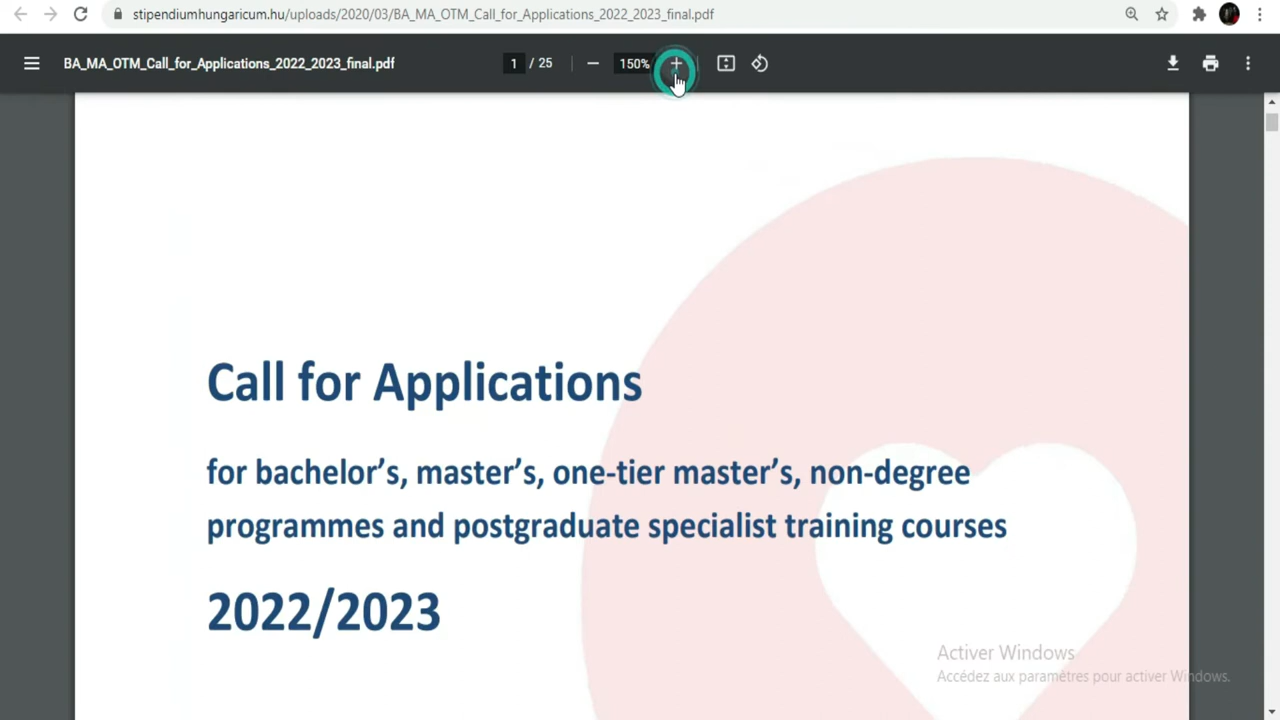 stipendiumhungaricum.hu/uploads/2020/03/BA_MA_OTM_Call_for_Applications_2022_2023_final.pdf
BA_MA_OTM_Call_for_Applications_2022_2023_final.pdf 1 / 25 150%
Call for Applications
for bachelor's, master's, one-tier master's, non-degree
programmes and postgraduate specialist training courses
2022/2023
Activer Windows
Accédez aux paramètres pour activer Windows.